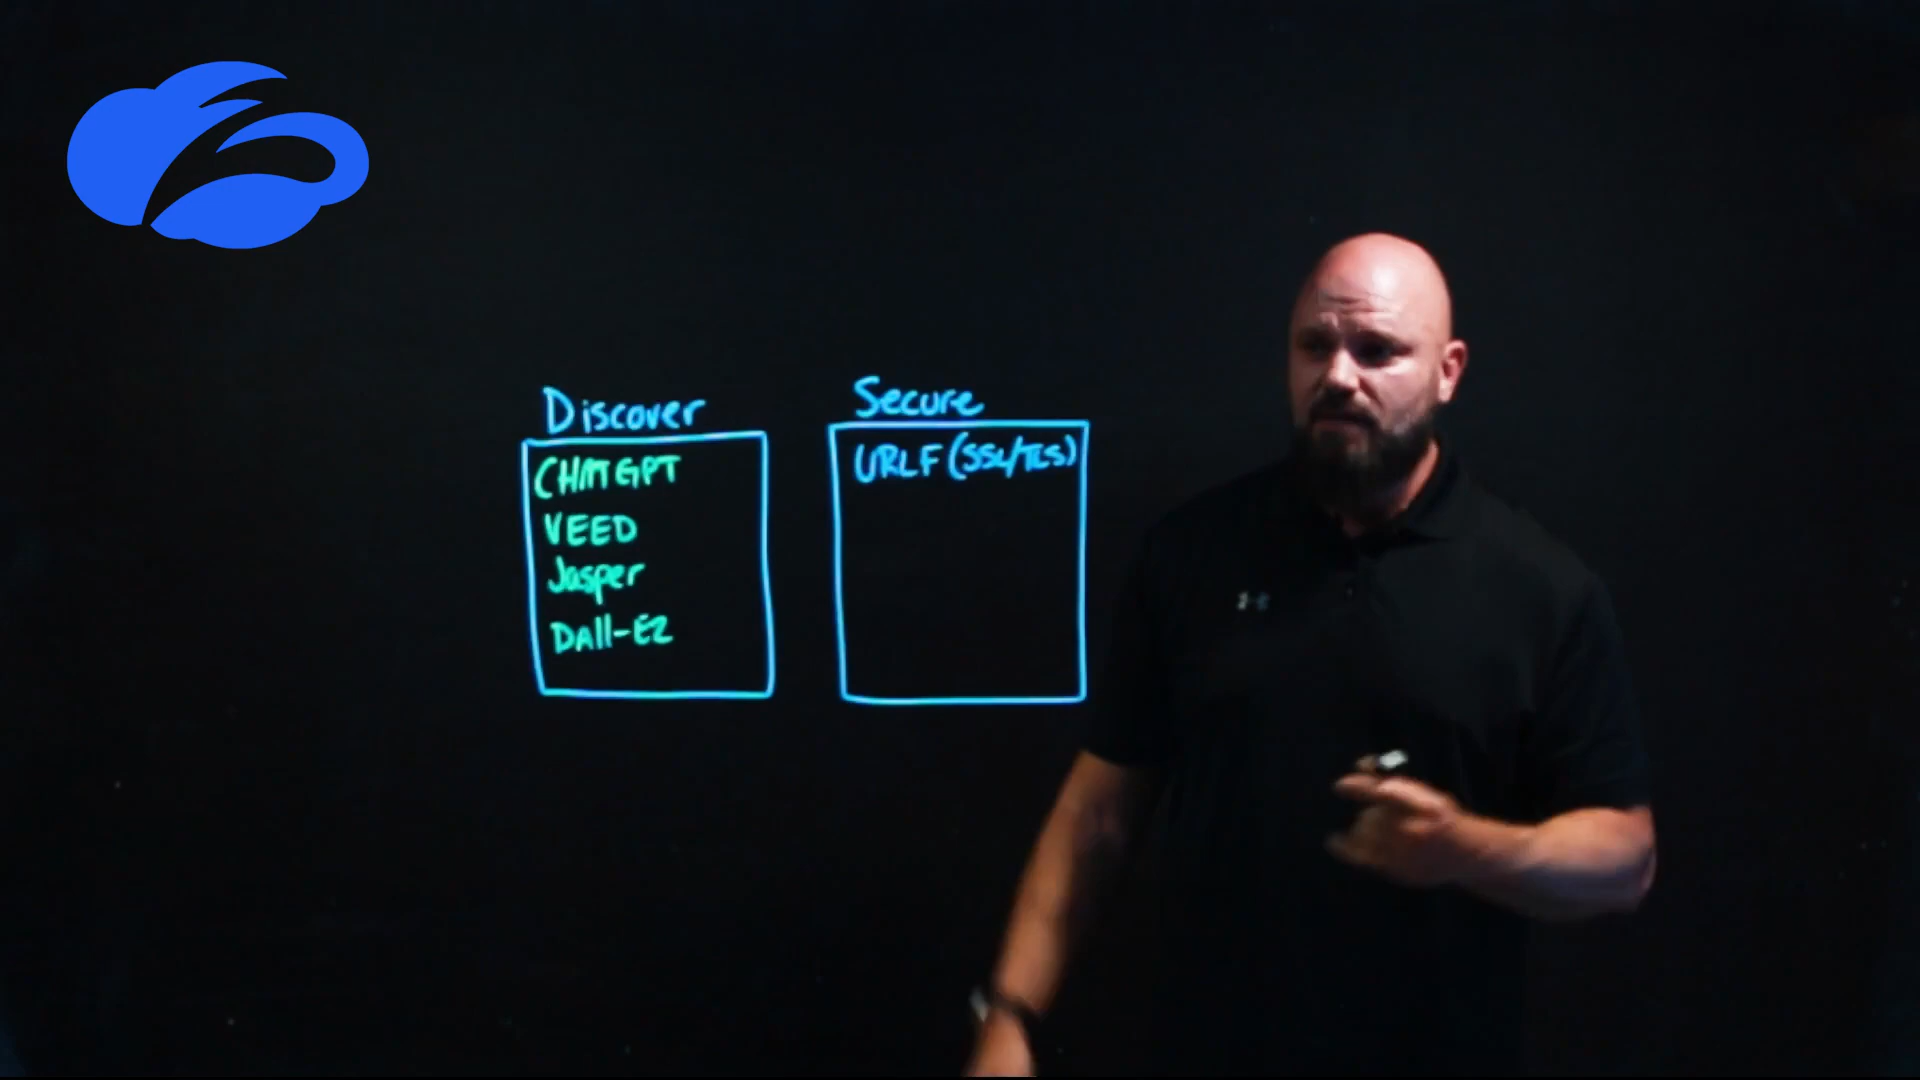 Discover
CHATGPT
VEED
Jasper
DAll-E2
Secure
URLF (SSL/TLS)